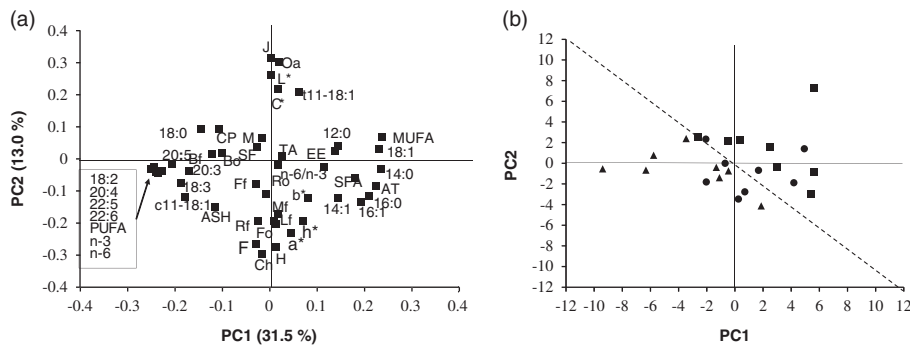 (a)
0.4
0.3
0.2
0.1
0
-0.1
-0.2
-0.3
-0.4
PC2 (13.0 %)
J
Oa
L*
C*
t11-18:1
18:0
CP
M
SF
TA
EE
12:0
MUFA
18:1
20:5
Bf
Bo
20:3
18:3
c11-18:1
ASH
Ff
Ro
n-6/n-3
SFA
14:0
AT
16:0
16:1
14:1
b*
Mf
Lf
h*
Rf
Fo
a*
F
H
Ch
18:2
20:4
22:5
22:6
PUFA
n-3
n-6
-0.4 -0.3 -0.2 -0.1 0 0.1 0.2 0.3 0.4
PC1 (31.5 %)
(b)
12
10
8
6
4
2
0
-2
-4
-6
-8
-10
-12
PC2
-12 -10 -8 -6 -4 -2 0 2 4 6 8 10 12
PC1